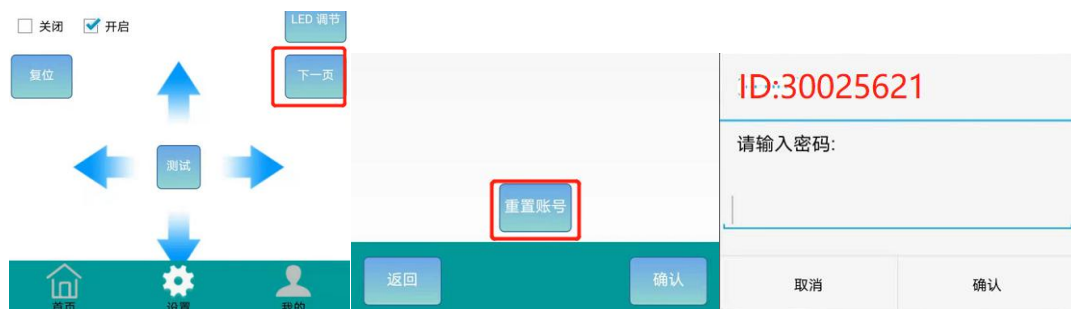 关闭
开启
LED 调节
复位
下一页
测试
首页
设置
我的
重置账号
返回
确认
ID:30025621
请输入密码:
取消
确认